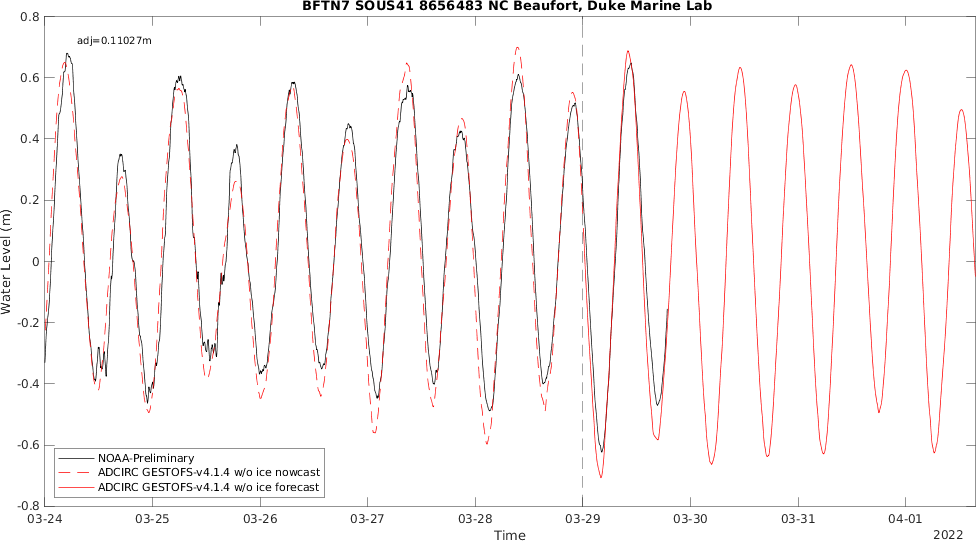 BFTN7 SOUS41 8656483 NC Beaufort, Duke Marine Lab
adj=0.11027m
0.8
0.6
0.4
0.2
0
-0.2
-0.4
-0.6
-0.8
Water Level (m)
NOAA-Preliminary
ADCIRC GESTOFS-v4.1.4 w/o ice nowcast
ADCIRC GESTOFS-v4.1.4 w/o ice forecast
03-24 03-25 03-26 03-27 03-28 03-29 03-30 03-31 04-01
Time
2022